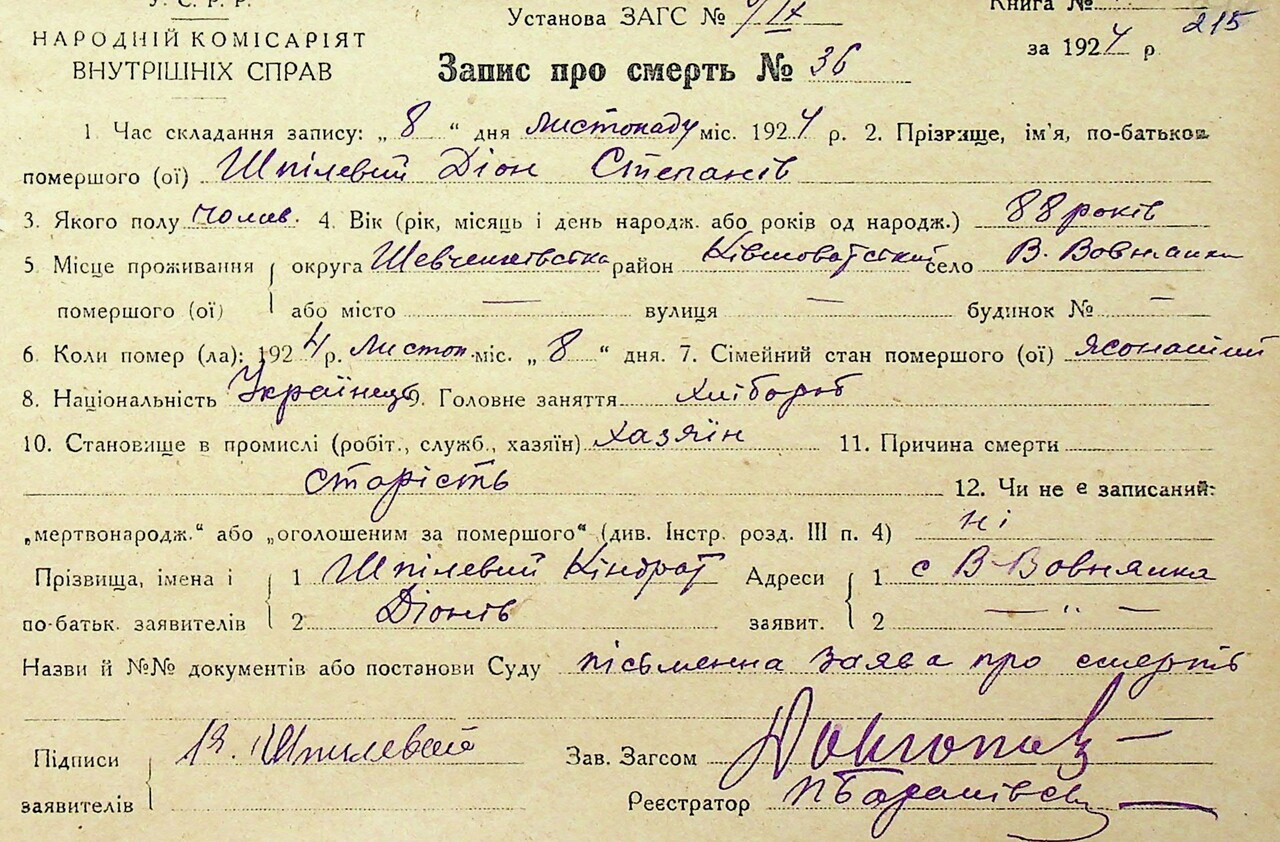 У. С. Р. Р.
НАРОДНІЙ КОМІСАРІЯТ
ВНУТРІШНІХ СПРАВ
Установа ЗАГС №
Книга №
215
за 1924 р.
Запис про смерть № 36
1. Час складання запису: „ 8 “ дня листопаду міс. 1924 р. 2. Прізвище, ім'я, по-батькові
помершого (ої) Шпілевий Діон Степанів
3. Якого полу чолов. 4. Вік (рік, місяць і день народж. або років од народж.) 88 років
5. Місце проживання округа Шевченківська район Ківшоватський село В. Вовнянка
помершого (ої) або місто — вулиця — будинок № —
6. Коли помер (ла): 1924 р. листоп. міс. „ 8 “ дня. 7. Сімейний стан помершого (ої)
8. Національність Українець 9. Головне заняття хлібороб
10. Становище в промислі (робіт., служб., хазяїн) хазяїн 11. Причина смерти
старість 12. Чи не є записаний:
„мертвонародж.“ або „оголошеним за помершого“ (див. Інстр. розд. III п. 4) ні
Прізвища, імена і 1 Шпілевий Кіндрат Адреси 1 с В-Вовнянка
по-батьк. заявителів 2 Діонів заявит. 2 — „ —
Назви й №№ документів або постанови Суду пісьменна заява про смерть
Підписи К. Шпилевой Зав. Загсом
заявителів Реєстратор